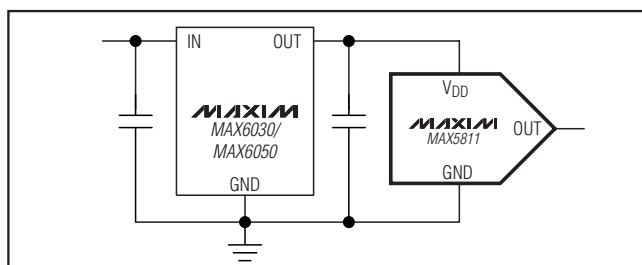 IN
OUT
MAXIM
MAX6030/
MAX6050
GND
VDD
MAXIM
MAX5811
OUT
GND